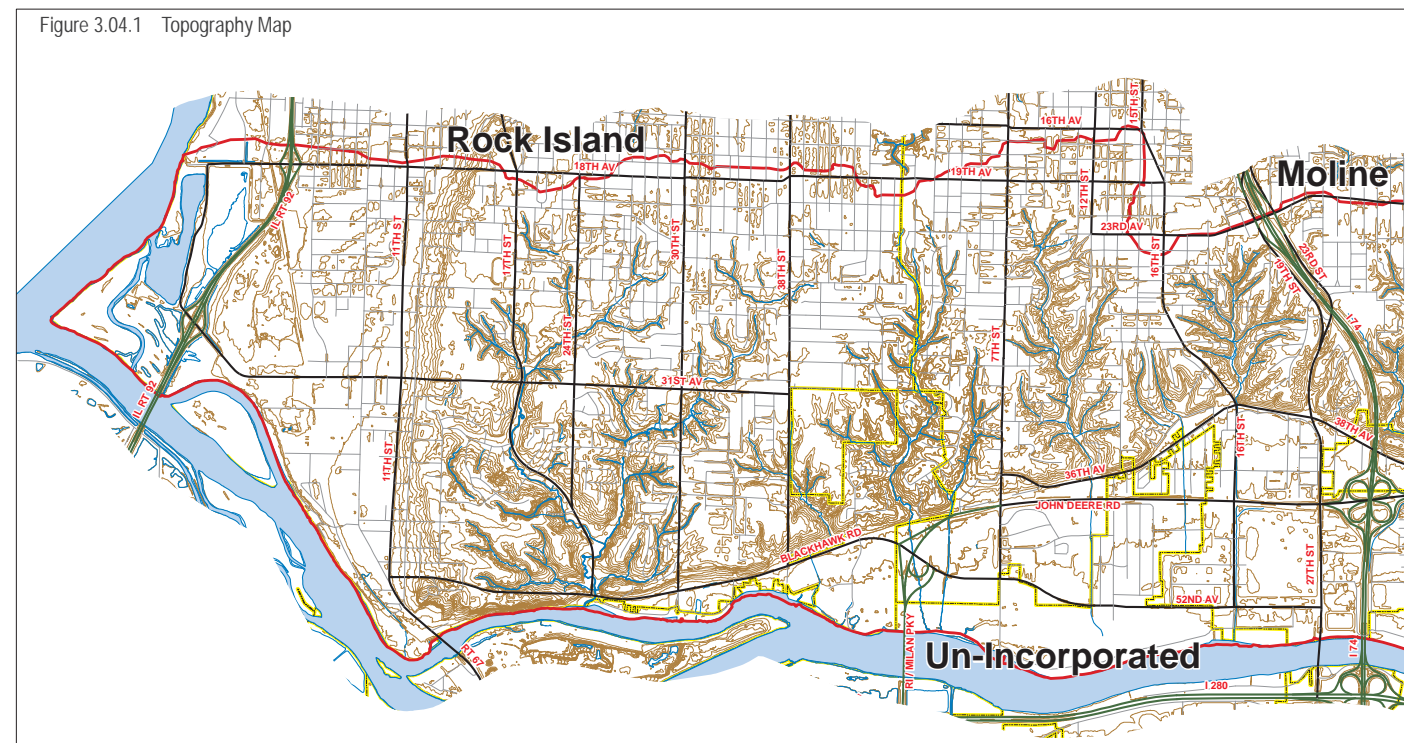 Figure 3.04.1 Topography Map
Rock Island
Moline
Un-Incorporated
16TH AV
15TH ST
18TH AV
19TH AV
12TH ST
IL RT 92
11TH ST
17TH ST
30TH ST
38TH ST
23RD AV
16TH ST
23RD ST
19TH ST
I-74
24TH ST
7TH ST
31ST AV
IL RT 92
11TH ST
36TH AV
16TH ST
38TH AV
JOHN DEERE RD
BLACKHAWK RD
27TH ST
52ND AV
RT 67
RI / MILAN PKY
I 74
I 280